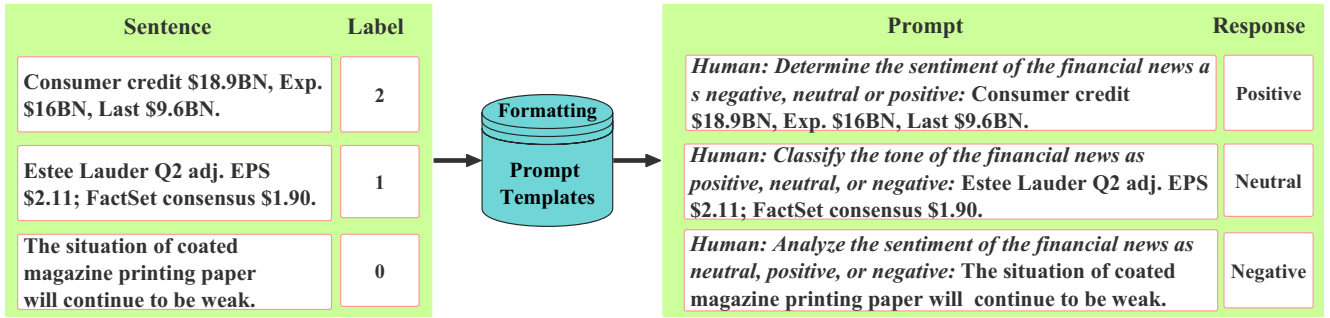 Sentence
Label
Consumer credit $18.9BN, Exp.
$16BN, Last $9.6BN.
2
Estee Lauder Q2 adj. EPS
$2.11; FactSet consensus $1.90.
1
The situation of coated
magazine printing paper
will continue to be weak.
0
Formatting
Prompt
Templates
Prompt
Response
Human: Determine the sentiment of the financial news a
s negative, neutral or positive: Consumer credit
$18.9BN, Exp. $16BN, Last $9.6BN.
Positive
Human: Classify the tone of the financial news as
positive, neutral, or negative: Estee Lauder Q2 adj. EPS
$2.11; FactSet consensus $1.90.
Neutral
Human: Analyze the sentiment of the financial news as
neutral, positive, or negative: The situation of coated
magazine printing paper will continue to be weak.
Negative